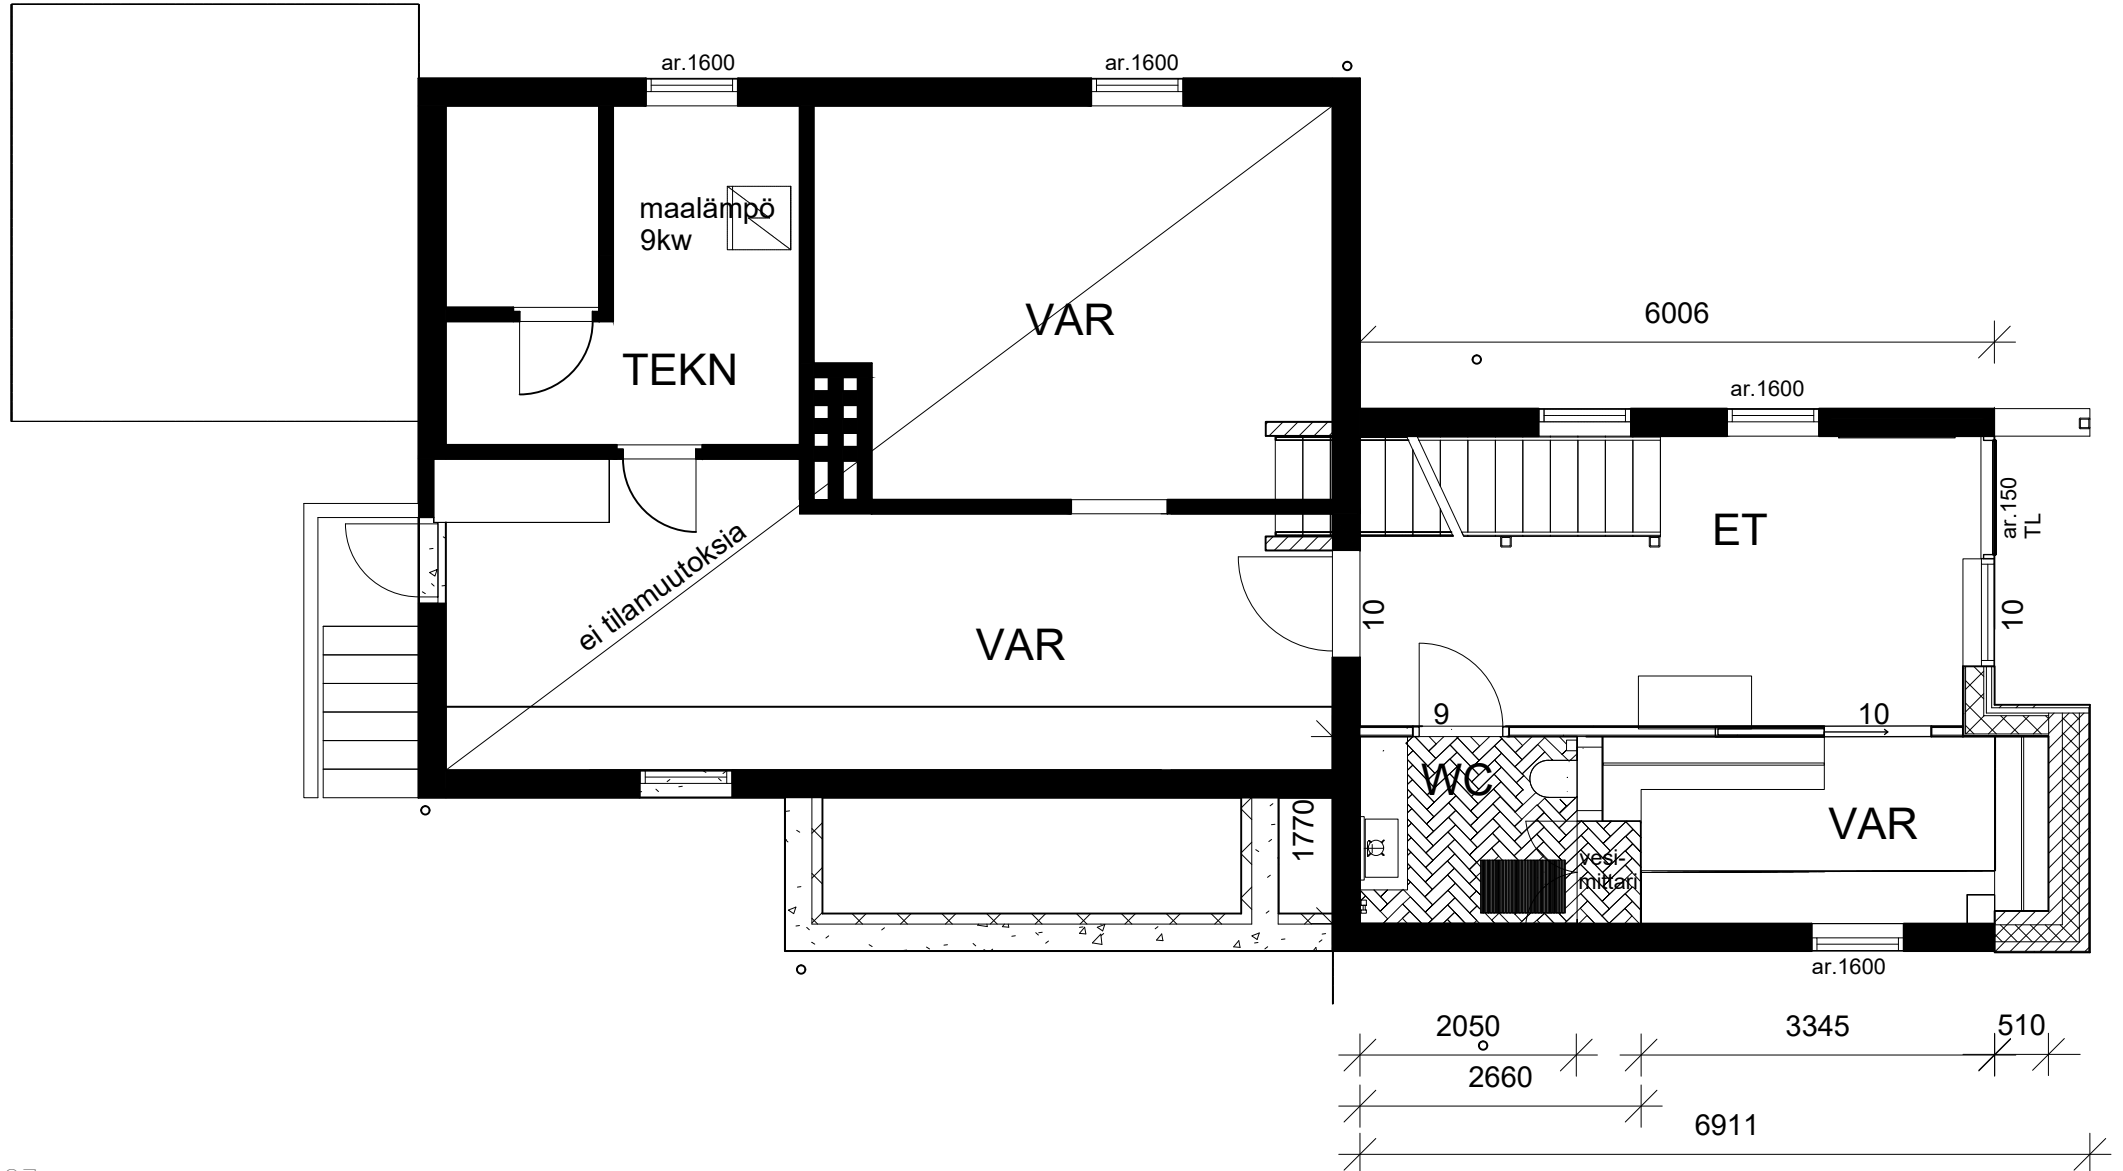 ar.1600
ar.1600
maalämpö
9kw
VAR
6006
TEKN
ar.1600
ET
ar.150
TL
ei tilamuutoksia
VAR
10
10
9
10
WC
VAR
1770
vesi-
mittari
ar.1600
2050
3345
510
2660
6911